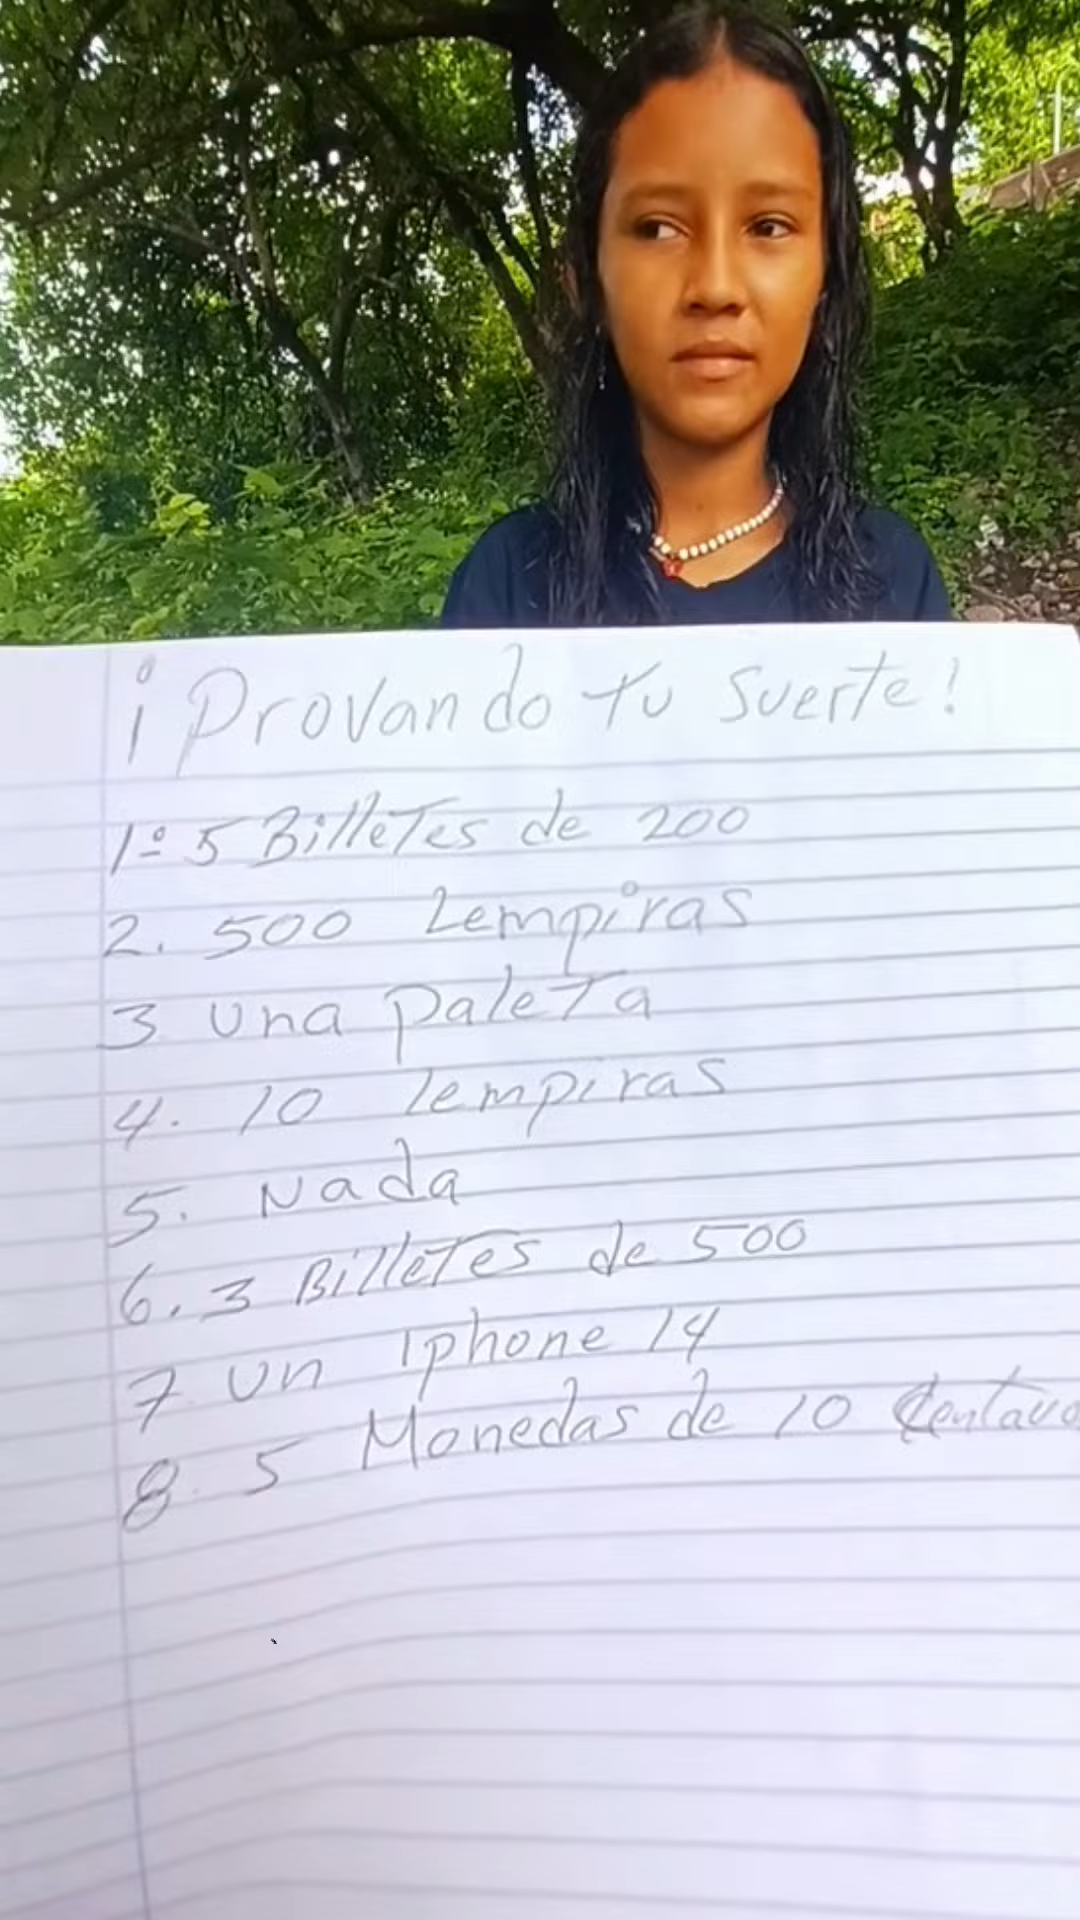 ¡Provando tu suerte!
1º 5 Billetes de 200
2. 500 Lempiras
3 una paleta
4. 10 lempiras
5. Nada
6. 3 Billetes de 500
7 un Iphone 14
8. 5 Monedas de 10 Centavo